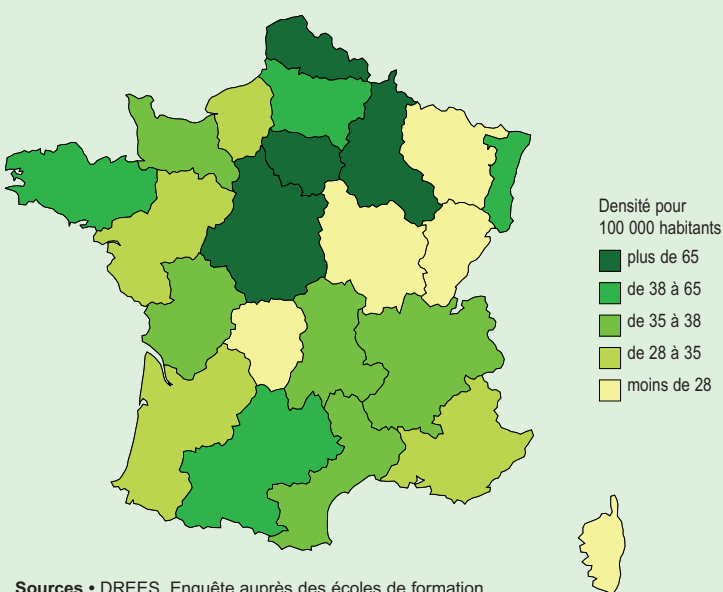 Densité pour
100 000 habitants
plus de 65
de 38 à 65
de 35 à 38
de 28 à 35
moins de 28
Sources • DREES, Enquête auprès des écoles de formation